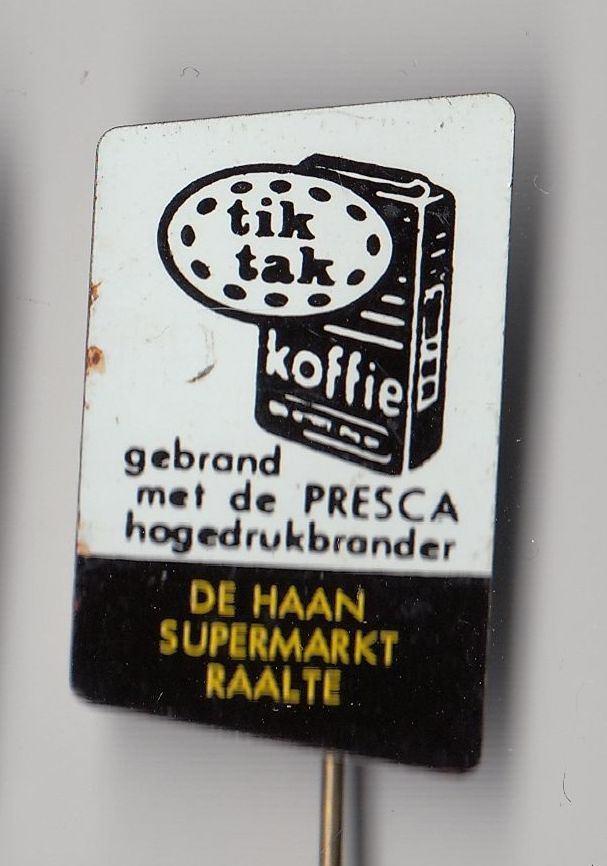 tik
tak
koffie
gebrand
met de PRESCA
hogedrukbrander
DE HAAN
SUPERMARKT
RAALTE